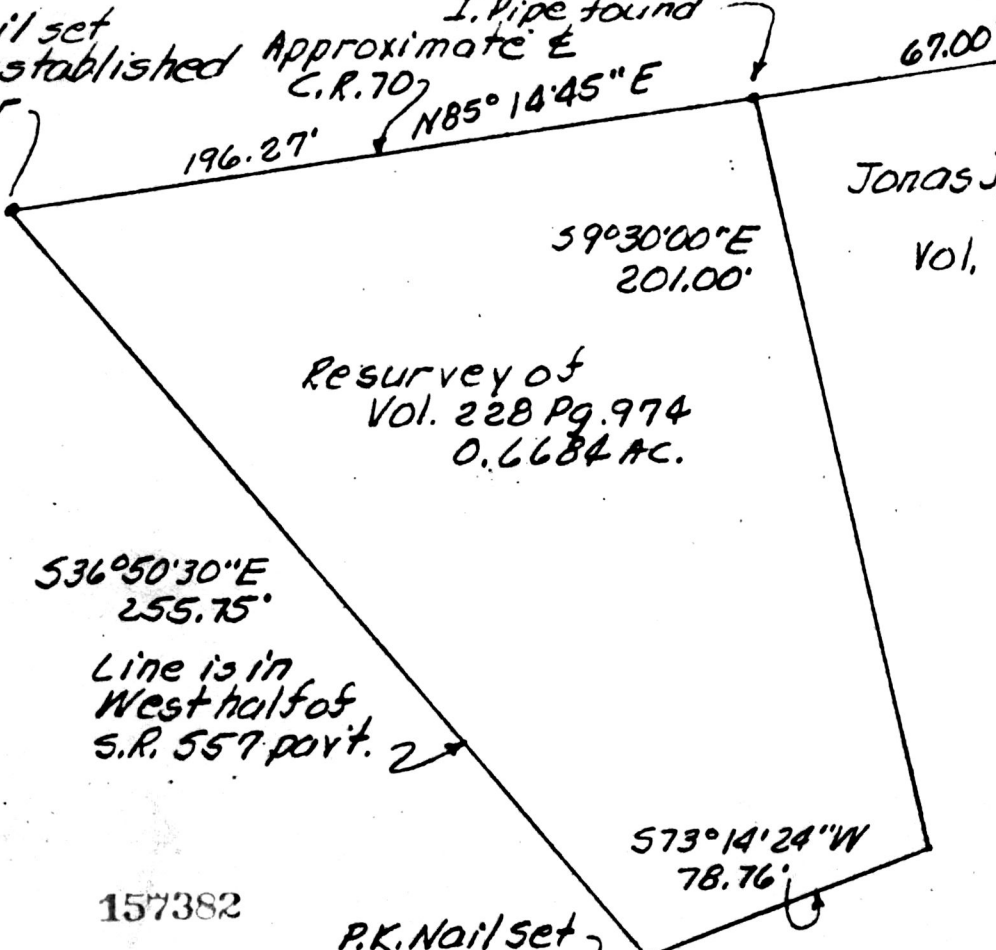 il set
stablished
I. Pipe found
Approximate ℄
C.R. 70
N85° 14'45" E
67.00
196.27'
Jonas J
Vol.
S9°30'00"E
201.00'
Resurvey of
Vol. 228 Pg. 974
0.6684 AC.
S36°50'30"E
255.75'
Line is in
West half of
S.R. 557 pav't.
S73°14'24"W
78.76'
157382
P.K. Nail set